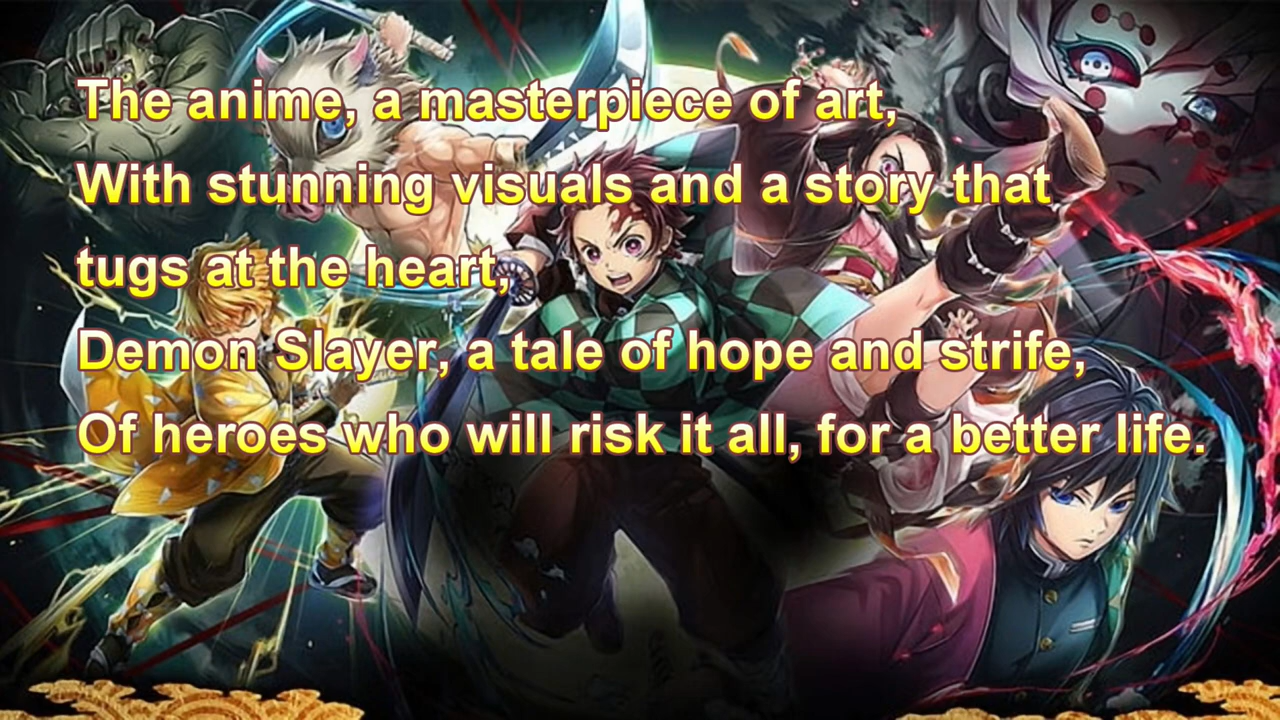 The anime, a masterpiece of art,
With stunning visuals and a story that
tugs at the heart,
Demon Slayer, a tale of hope and strife,
Of heroes who will risk it all, for a better life.